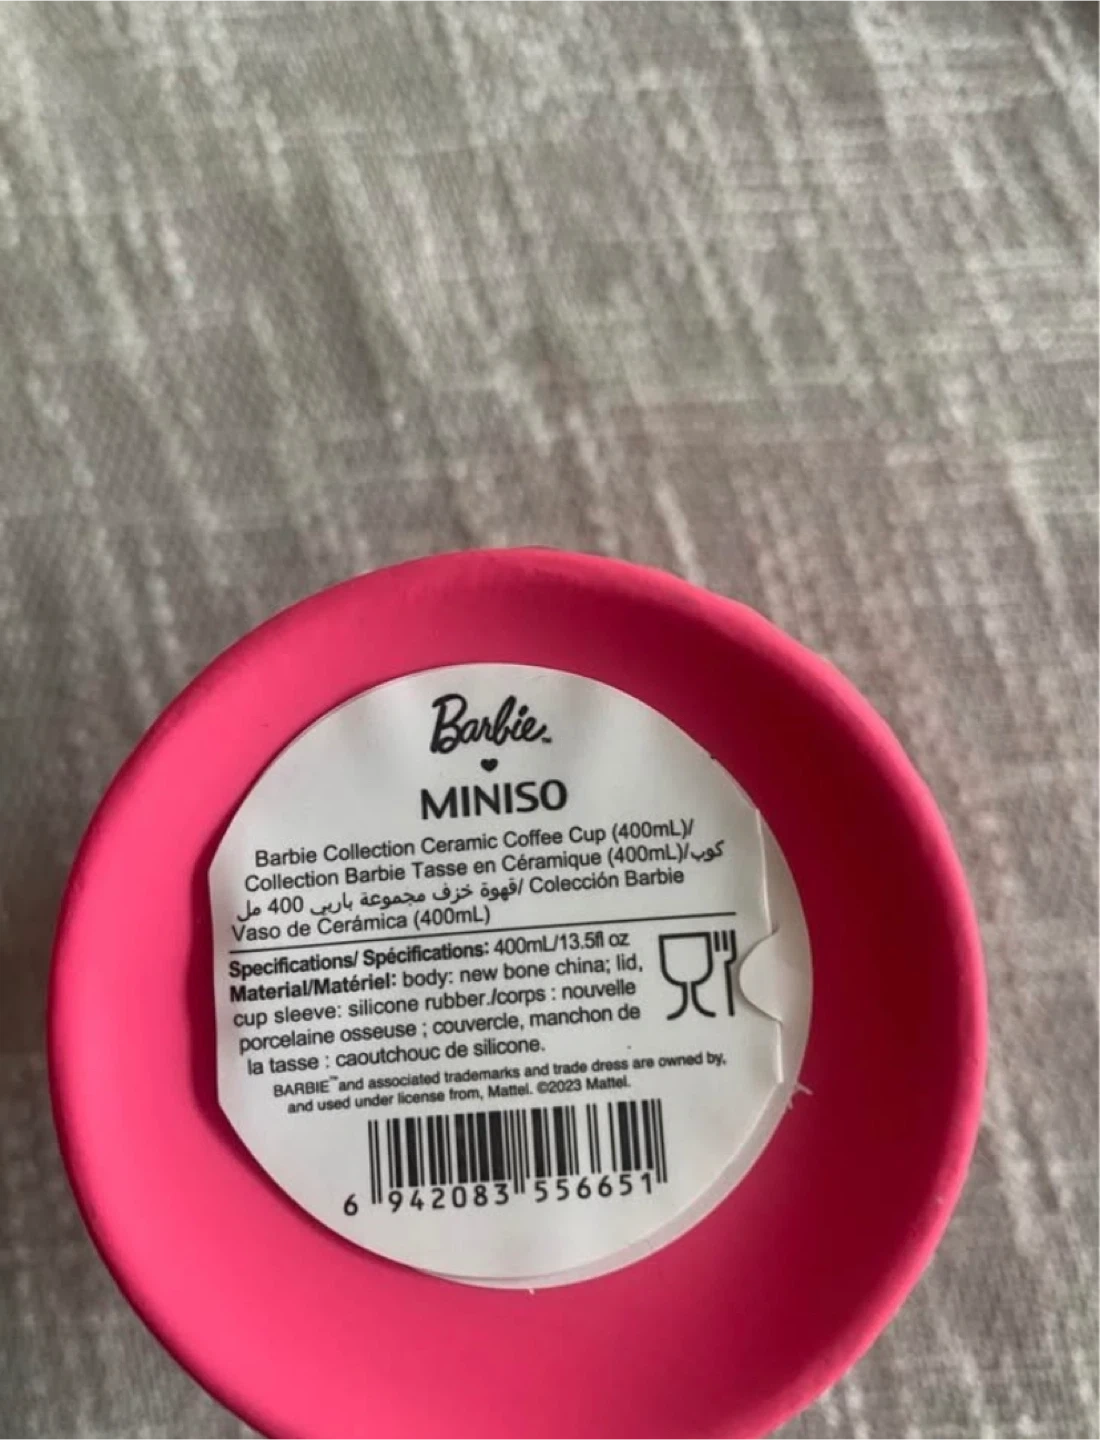 Barbie™
MINISO
Barbie Collection Ceramic Coffee Cup (400mL)/
Collection Barbie Tasse en Céramique (400mL)/كوب
قهوة خزف مجموعة باربي 400 مل/ Colección Barbie
Vaso de Cerámica (400mL)
Specifications/ Spécifications: 400mL/13.5fl oz
Material/Matériel: body: new bone china; lid,
cup sleeve: silicone rubber./corps : nouvelle
porcelaine osseuse ; couvercle, manchon de
la tasse : caoutchouc de silicone.
BARBIE™ and associated trademarks and trade dress are owned by,
and used under license from, Mattel. ©2023 Mattel.
6 942083 556651